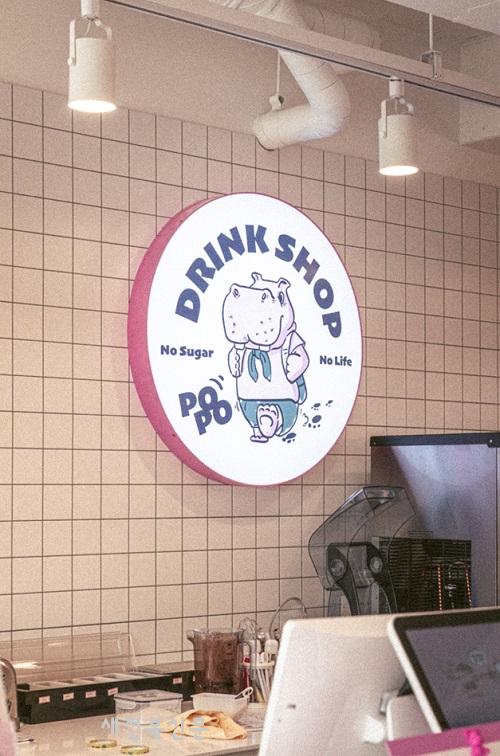 DRINK SHOP
No Sugar
No Life
PO
PO